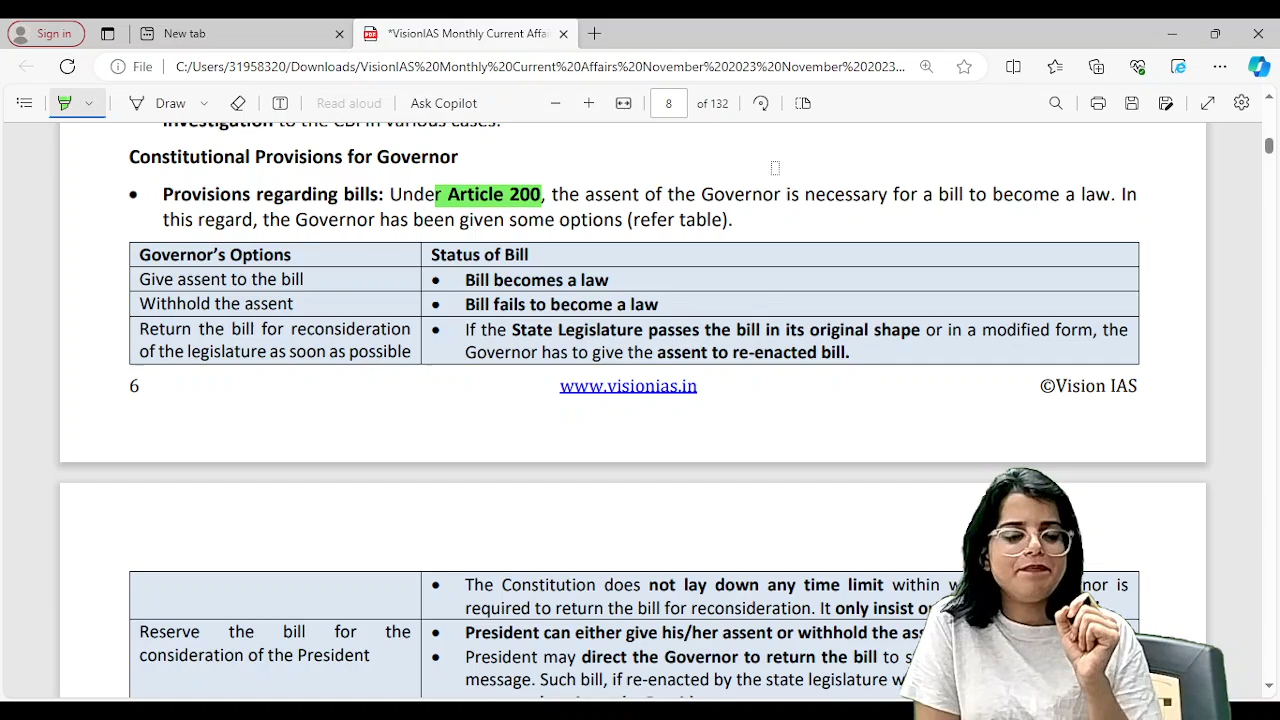 Sign in
New tab
*VisionIAS Monthly Current Affai
File
C:/Users/31958320/Downloads/VisionIAS%20Monthly%20Current%20Affairs%20November%202023%20November%202023...
Draw
Read aloud
Ask Copilot
8 of 132
investigation to the CBI in various cases.
Constitutional Provisions for Governor
• Provisions regarding bills: Under Article 200, the assent of the Governor is necessary for a bill to become a law. In
this regard, the Governor has been given some options (refer table).
Governor's Options Status of Bill
Give assent to the bill • Bill becomes a law
Withhold the assent • Bill fails to become a law
Return the bill for reconsideration • If the State Legislature passes the bill in its original shape or in a modified form, the
of the legislature as soon as possible Governor has to give the assent to re-enacted bill.
6 www.visionias.in ©Vision IAS
• The Constitution does not lay down any time limit within is
required to return the bill for reconsideration. It only insist
Reserve the bill for the • President can either give his/her assent or withhold the
consideration of the President • President may direct the Governor to return the bill to
message. Such bill, if re-enacted by the state legislature